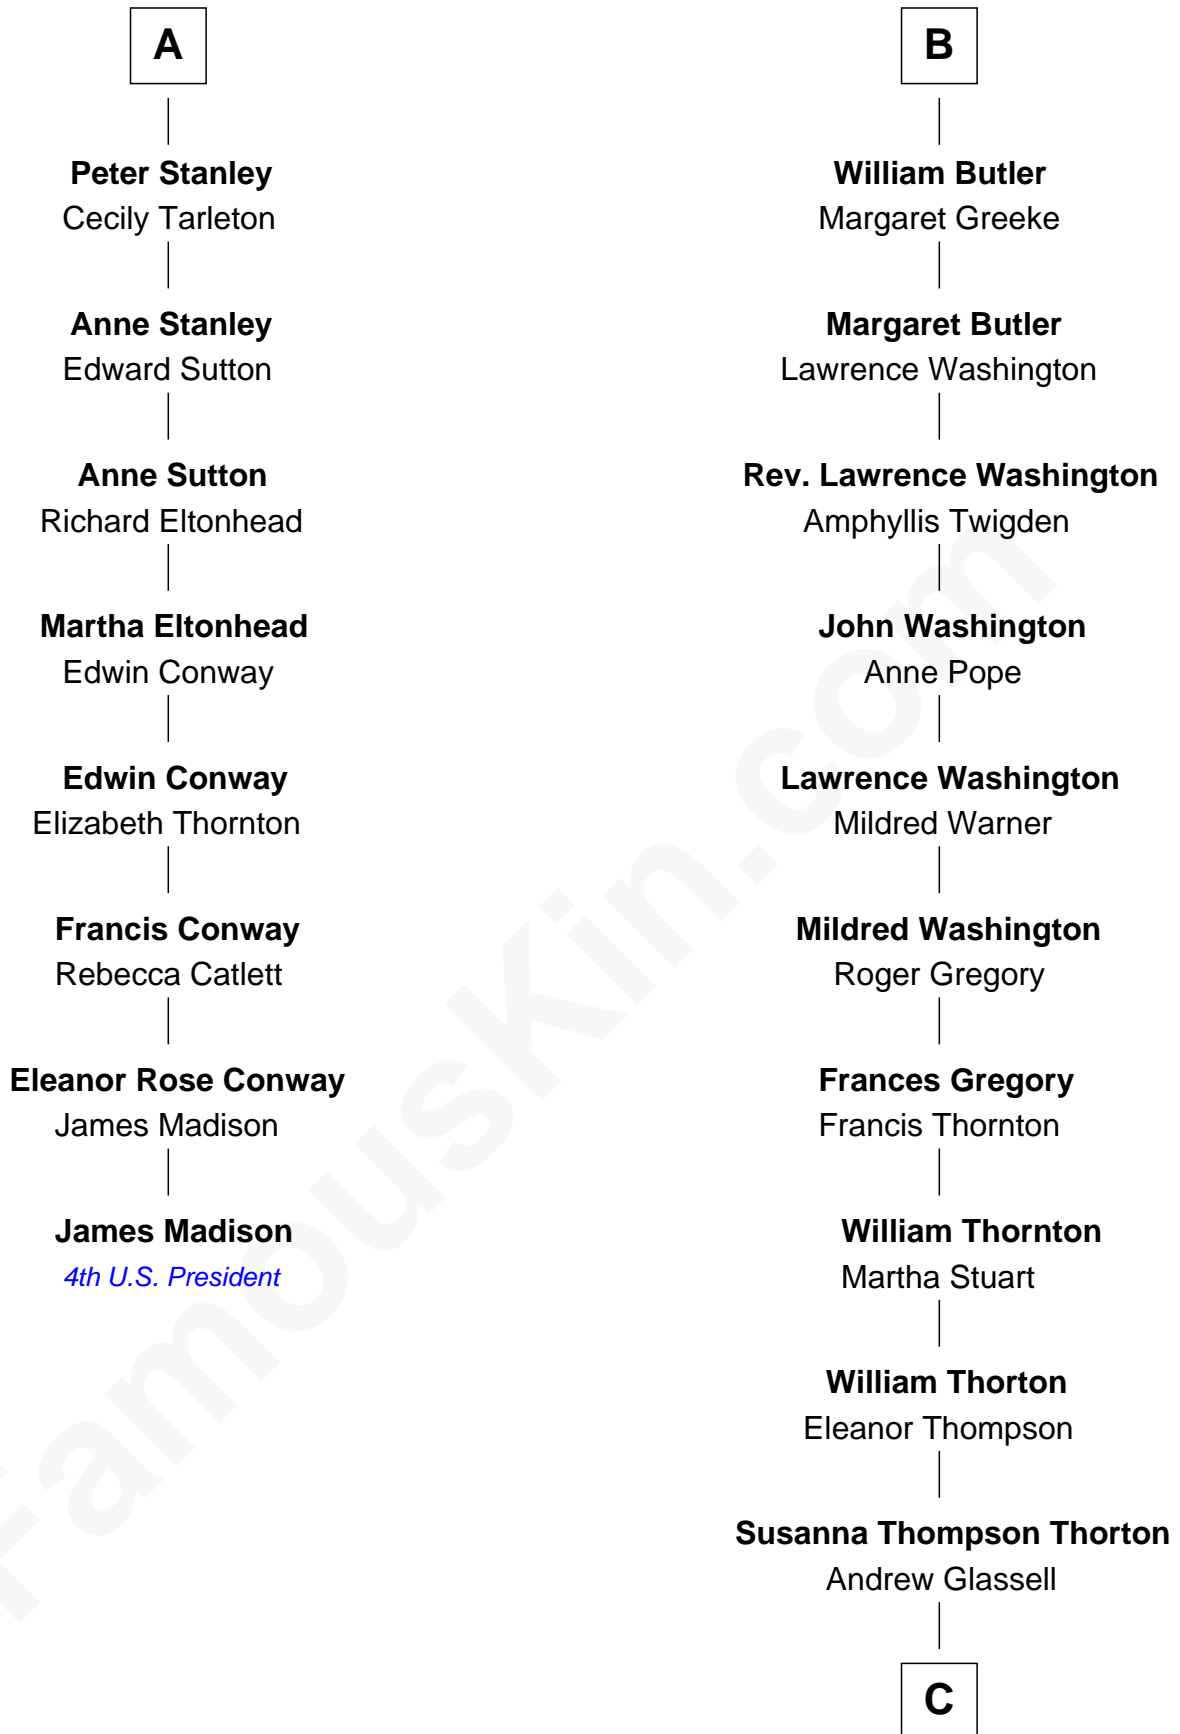 A
Peter Stanley
Cecily Tarleton
Anne Stanley
Edward Sutton
Anne Sutton
Richard Eltonhead
Martha Eltonhead
Edwin Conway
Edwin Conway
Elizabeth Thornton
Francis Conway
Rebecca Catlett
Eleanor Rose Conway
James Madison
James Madison
4th U.S. President
B
William Butler
Margaret Greeke
Margaret Butler
Lawrence Washington
Rev. Lawrence Washington
Amphyllis Twigden
John Washington
Anne Pope
Lawrence Washington
Mildred Warner
Mildred Washington
Roger Gregory
Frances Gregory
Francis Thornton
William Thornton
Martha Stuart
William Thorton
Eleanor Thompson
Susanna Thompson Thorton
Andrew Glassell
C
FamousKin.com